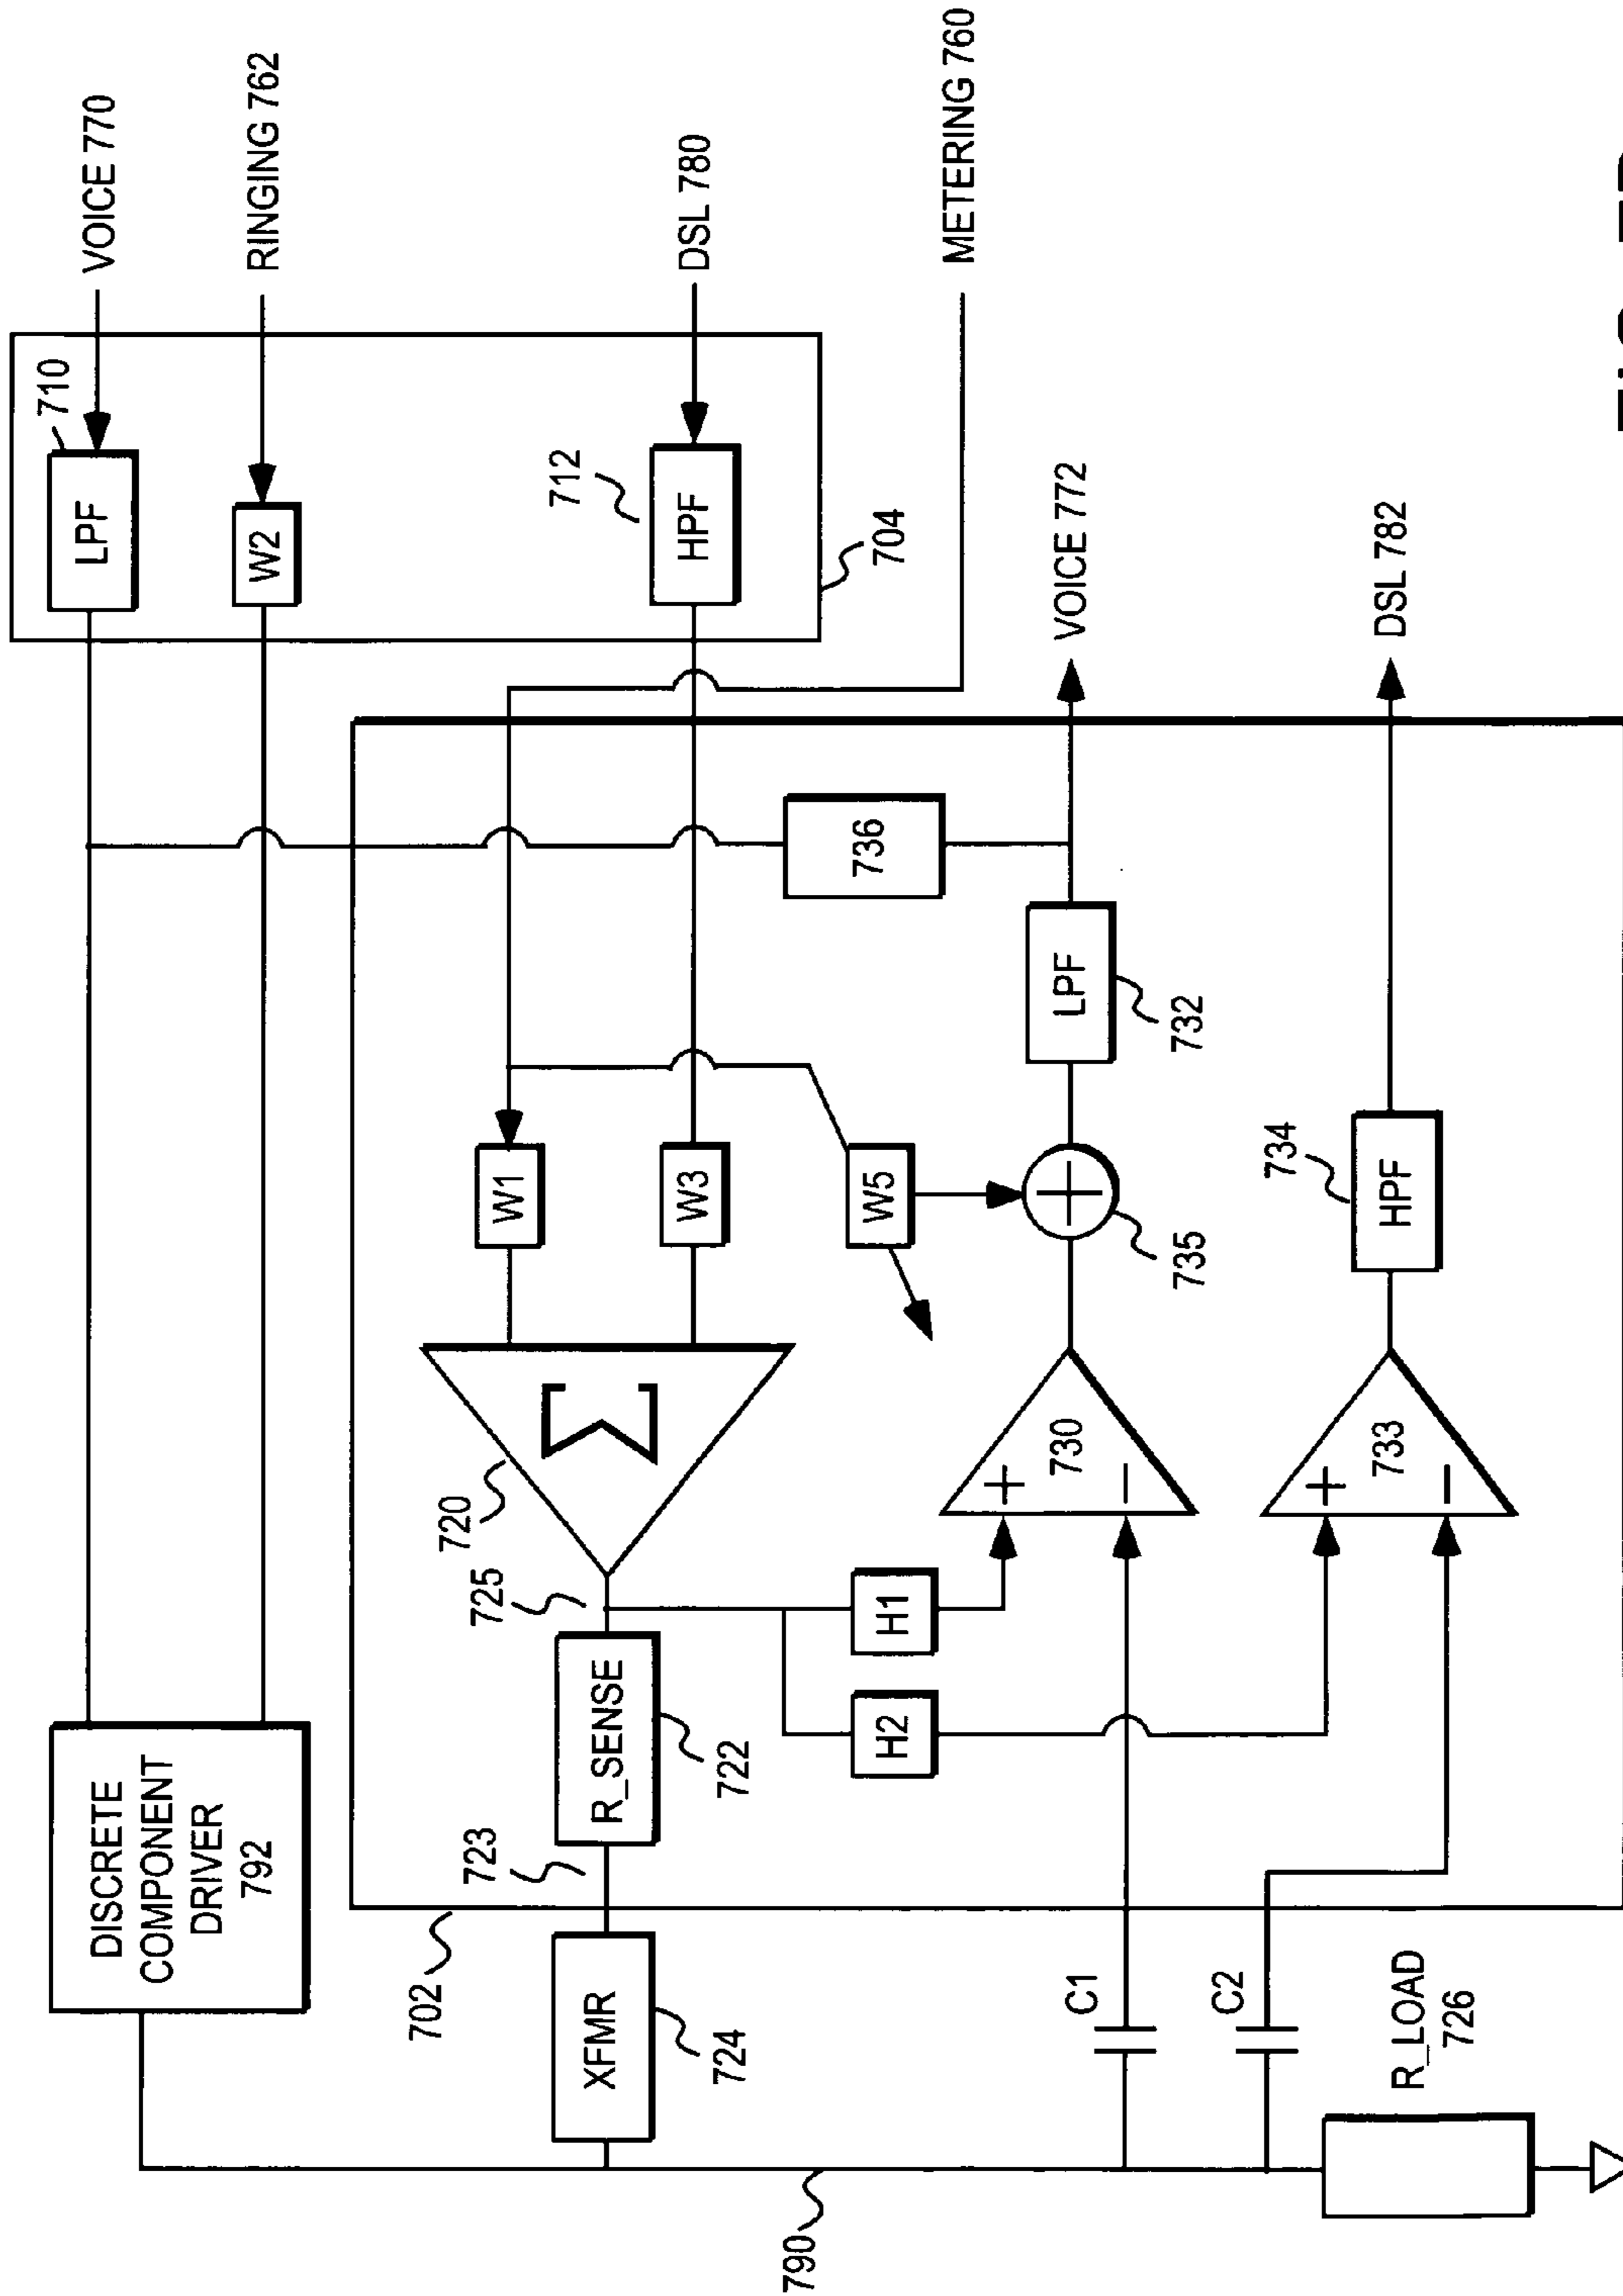 VOICE 770
RINGING 762
DSL 780
METERING 760
710
LPF
W2
712
HPF
704
DISCRETE
COMPONENT
DRIVER
792
702
W1
W3
W5
Σ
720
725
R_SENSE
722
723
XFMR
724
736
LPF
732
VOICE 772
+
735
+
730
−
H1
H2
734
HPF
DSL 782
+
733
−
C1
C2
R_LOAD
726
790